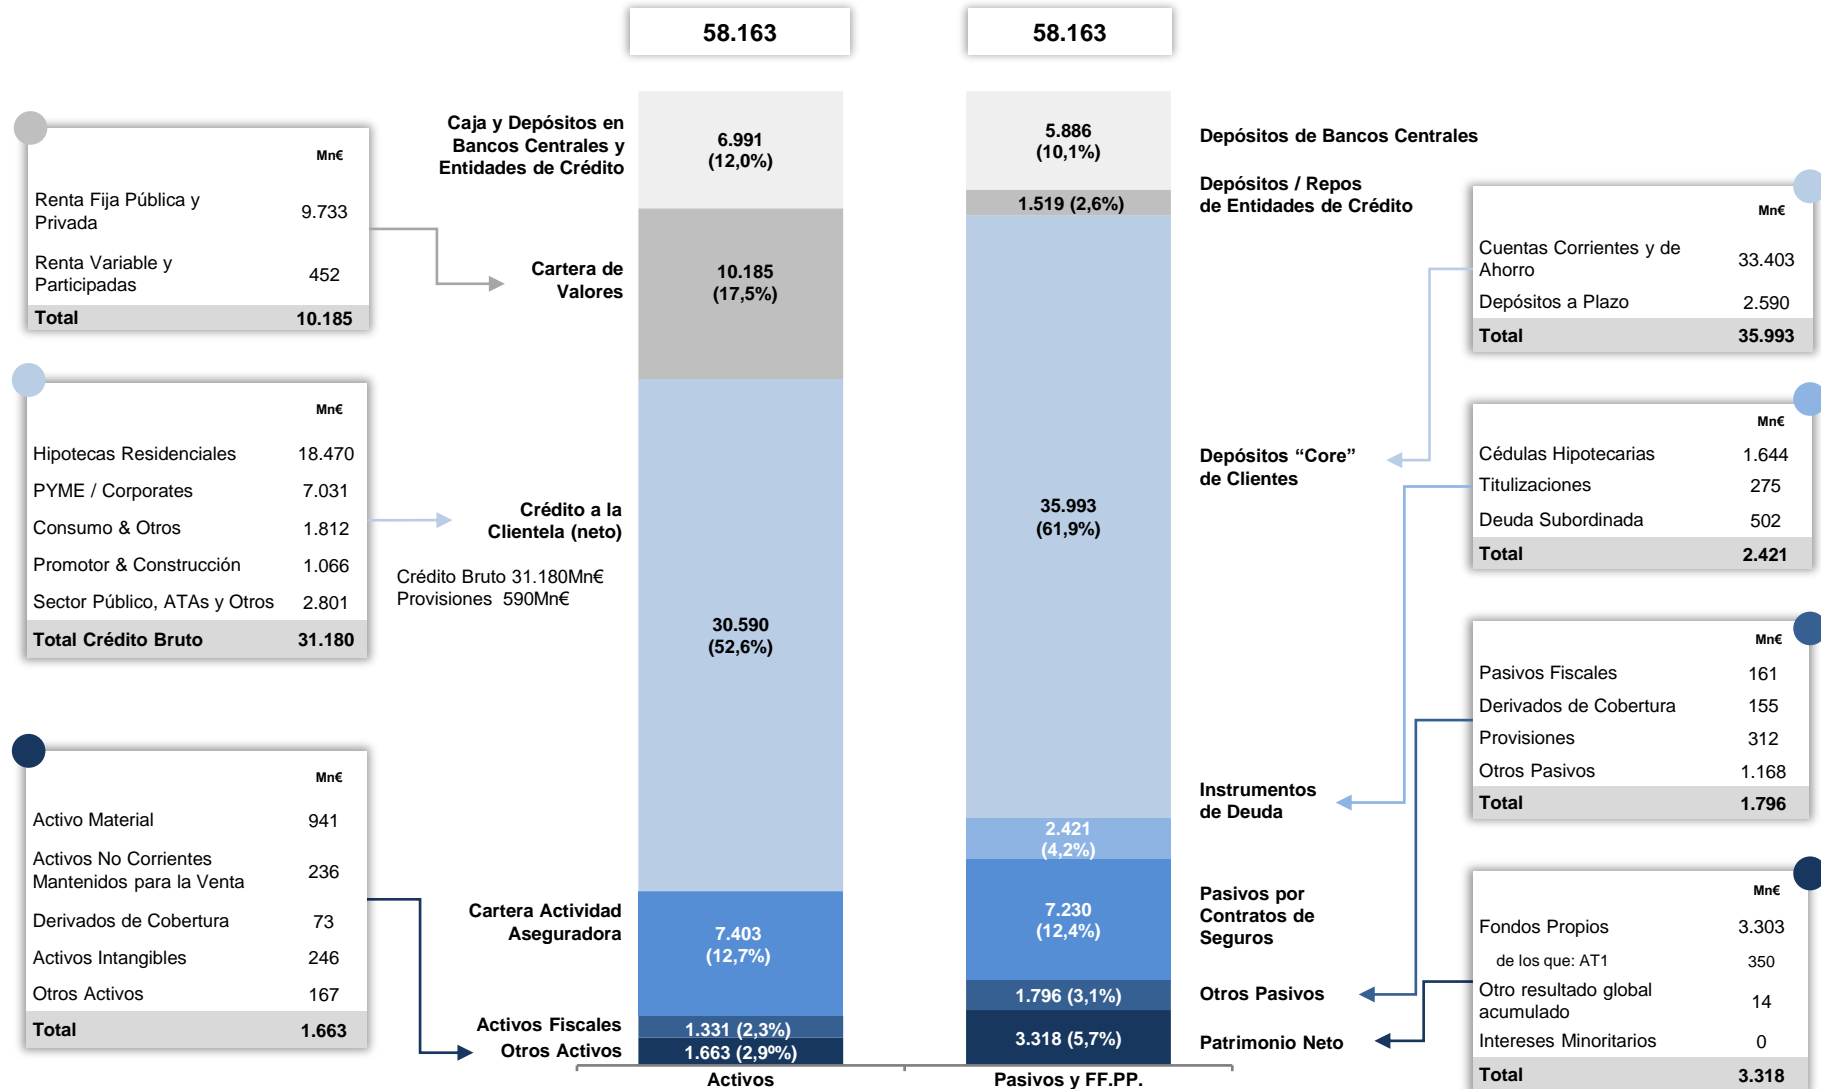 58.163
58.163
Mn€
Renta Fija Pública y
Privada
9.733
Renta Variable y
Participadas
452
Total 10.185
Mn€
Hipotecas Residenciales 18.470
PYME / Corporates 7.031
Consumo & Otros 1.812
Promotor & Construcción 1.066
Sector Público, ATAs y Otros 2.801
Total Crédito Bruto 31.180
Mn€
Activo Material 941
Activos No Corrientes
Mantenidos para la Venta
236
Derivados de Cobertura 73
Activos Intangibles 246
Otros Activos 167
Total 1.663
Caja y Depósitos en
Bancos Centrales y
Entidades de Crédito
Cartera de
Valores
Crédito a la
Clientela (neto)
Crédito Bruto 31.180Mn€
Provisiones 590Mn€
Cartera Actividad
Aseguradora
Activos Fiscales
Otros Activos
6.991
(12,0%)
10.185
(17,5%)
30.590
(52,6%)
7.403
(12,7%)
1.331 (2,3%)
1.663 (2,9%)
Activos
5.886
(10,1%)
1.519 (2,6%)
35.993
(61,9%)
2.421
(4,2%)
7.230
(12,4%)
1.796 (3,1%)
3.318 (5,7%)
Pasivos y FF.PP.
Depósitos de Bancos Centrales
Depósitos / Repos
de Entidades de Crédito
Depósitos “Core”
de Clientes
Instrumentos
de Deuda
Pasivos por
Contratos de
Seguros
Otros Pasivos
Patrimonio Neto
Mn€
Cuentas Corrientes y de
Ahorro
33.403
Depósitos a Plazo 2.590
Total 35.993
Mn€
Cédulas Hipotecarias 1.644
Titulizaciones 275
Deuda Subordinada 502
Total 2.421
Mn€
Pasivos Fiscales 161
Derivados de Cobertura 155
Provisiones 312
Otros Pasivos 1.168
Total 1.796
Mn€
Fondos Propios 3.303
de los que: AT1 350
Otro resultado global
acumulado
14
Intereses Minoritarios 0
Total 3.318